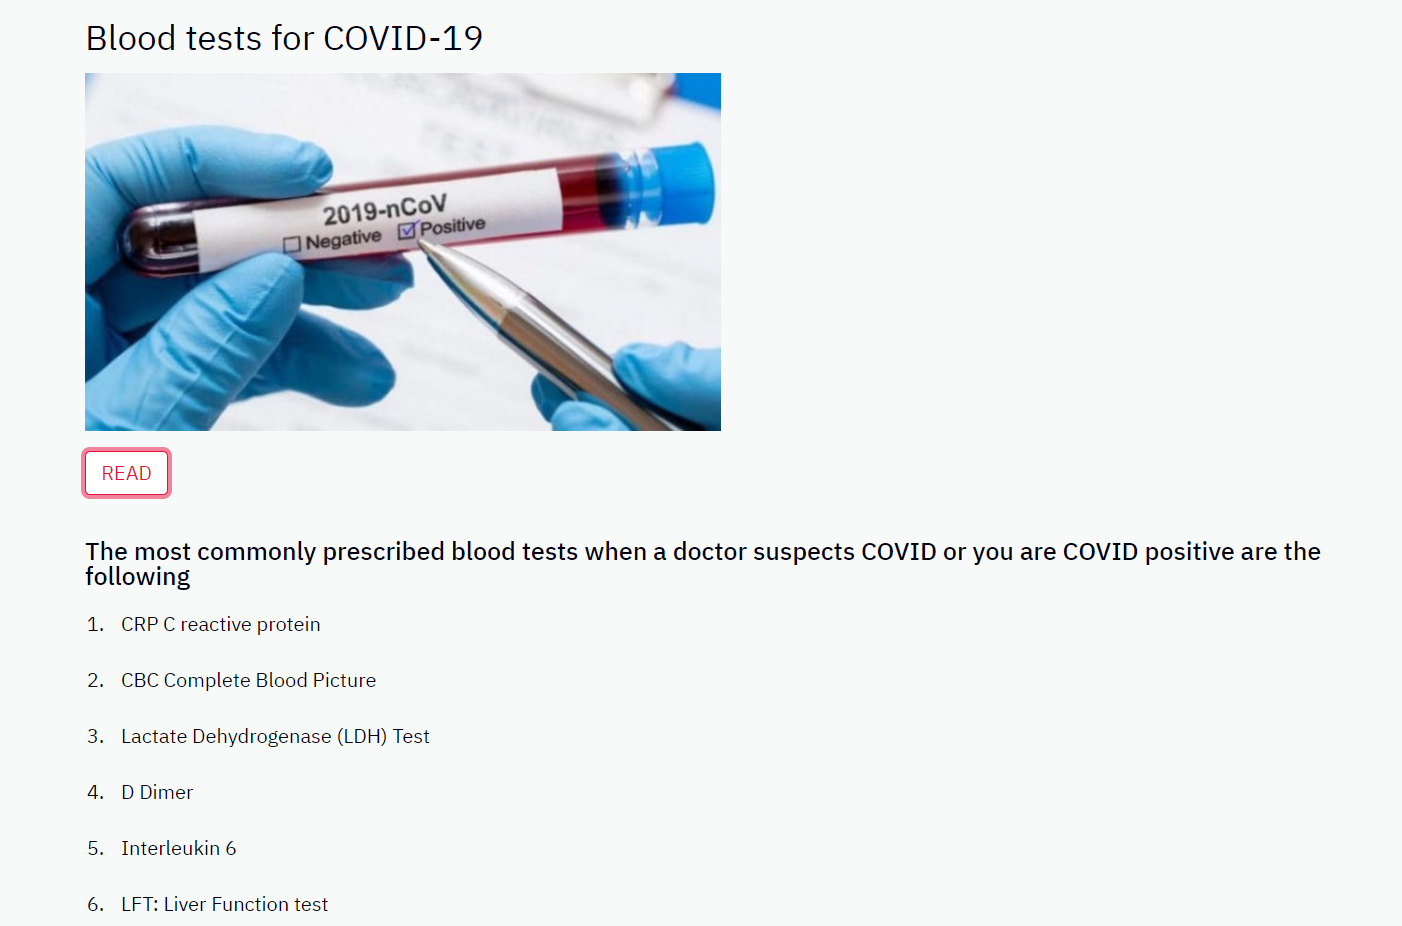 Blood tests for COVID-19
2019-nCoV
Negative Positive
READ
The most commonly prescribed blood tests when a doctor suspects COVID or you are COVID positive are the
following
1. CRP C reactive protein
2. CBC Complete Blood Picture
3. Lactate Dehydrogenase (LDH) Test
4. D Dimer
5. Interleukin 6
6. LFT: Liver Function test